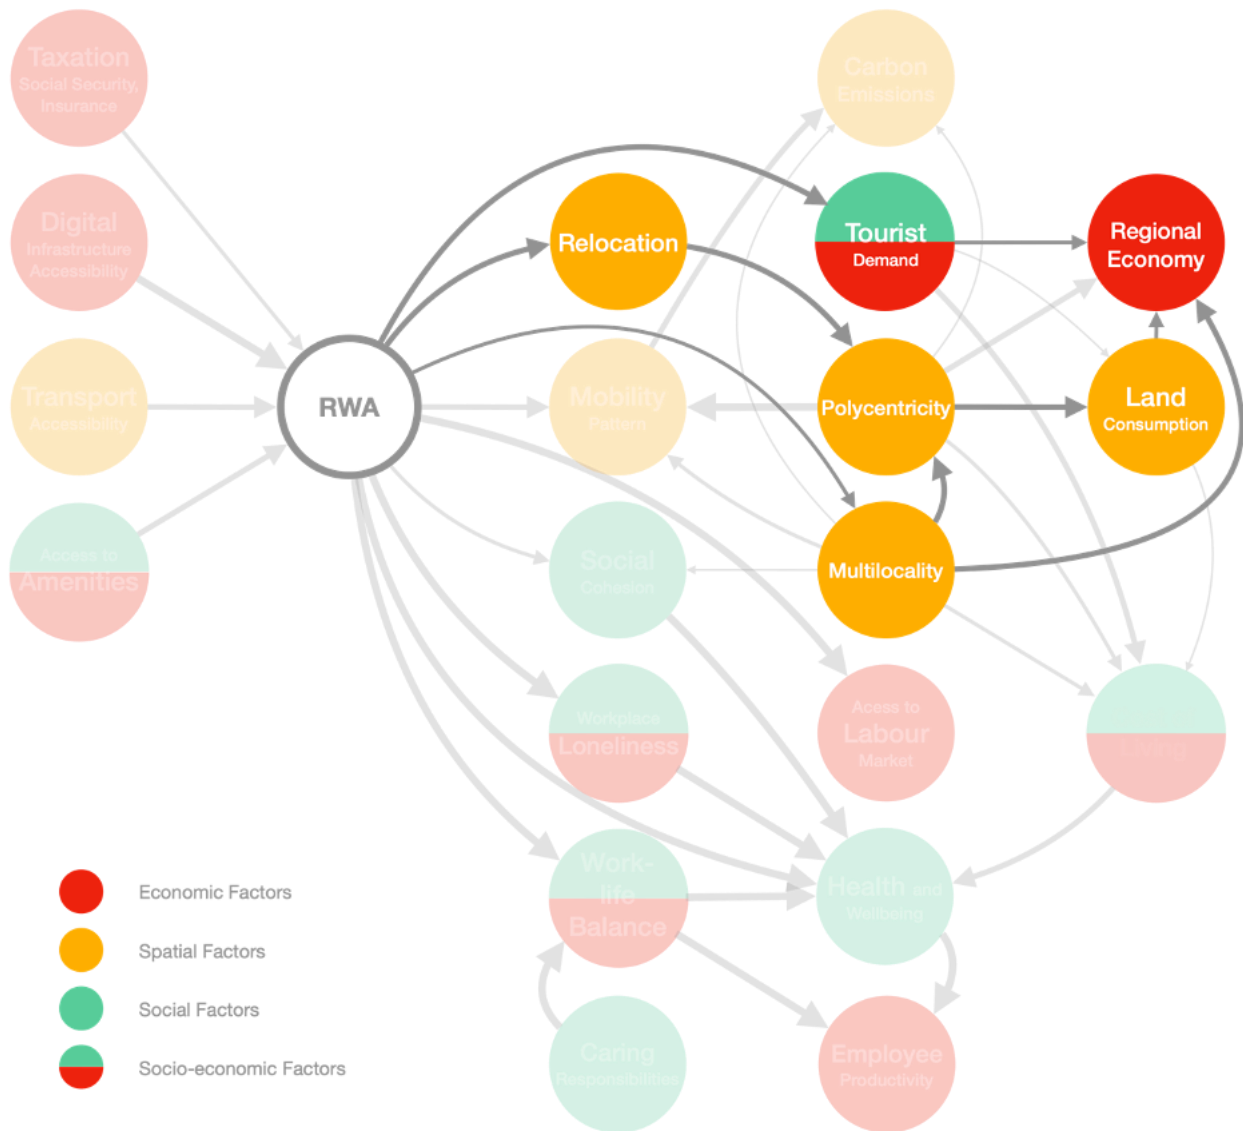 Taxation
Social Security,
Insurance
Digital
Infrastructure
Accessibility
Transport
Accessibility
Access to
Amenities
RWA
Relocation
Mobility
Pattern
Social
Cohesion
Workplace
Loneliness
Work-
life
Balance
Caring
Responsibilities
Carbon
Emissions
Tourist
Demand
Polycentricity
Multilocality
Acess to
Labour
Market
Health and
Wellbeing
Employee
Productivity
Regional
Economy
Land
Consumption
Living
Economic Factors
Spatial Factors
Social Factors
Socio-economic Factors